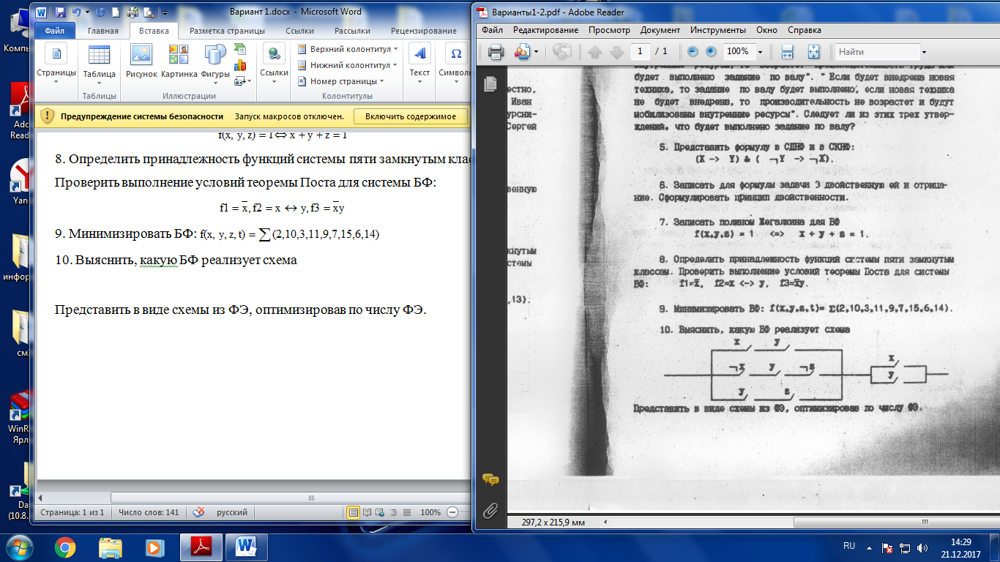 Вариант 1.docx - Microsoft Word
Файл Главная Вставка Разметка страницы Ссылки Рассылки Рецензирование
Страницы Таблица Рисунок Картинка Фигуры Ссылки Верхний колонтитул Текст Символы
Нижний колонтитул
Номер страницы
Таблицы Иллюстрации Колонтитулы
Предупреждение системы безопасности Запуск макросов отключен. Включить содержимое
f(x, y, z) = 1 ⇔ x + y + z = 1
8. Определить принадлежность функций системы пяти замкнутым клас
Проверить выполнение условий теоремы Поста для системы БФ:
f1 = x̅, f2 = x ↔ y, f3 = x̅y
9. Минимизировать БФ: f(x, y, z, t) = ∑(2,10,3,11,9,7,15,6,14)
10. Выяснить, какую БФ реализует схема
Представить в виде схемы из ФЭ, оптимизировав по числу ФЭ.
Страница: 1 из 1 Число слов: 141 русский 100%
Варианты1-2.pdf - Adobe Reader
Файл Редактирование Просмотр Документ Инструменты Окно Справка
1 / 1 100% Найти
будет выполнено задание по валу". " Если будет внедрена новая
техника, то задание по валу будет выполнено, если новая техника
не будет внедрена, то производительность не возрастет и будут
мобилизованы внутренние ресурсы". Следует ли из этих трех утвер-
ждений, что будет выполнено задание по валу?
5. Представить формулу в СДНФ и в СКНФ:
(X -> Y) & ( ¬Y -> ¬X).
6. Записать для формулы задачи 3 двойственную ей и отрица-
ние. Сформулировать принцип двойственности.
7. Записать полином Жегалкина для БФ
f(x,y,z) = 1 <=> x + y + z = 1.
8. Определить принадлежность функций системы пяти замкнутым
классам. Проверить выполнение условий теоремы Поста для системы
БФ: f1=x̅, f2=x <-> y, f3=x̅y.
9. Минимизировать БФ: f(x,y,z,t)= Σ(2,10,3,11,9,7,15,6,14).
10. Выяснить, какую БФ реализует схема
x y
¬x y ¬z x
y
y z
Представить в виде схемы из ФЭ, оптимизировав по числу ФЭ.
естно,
Иван
урсни-
Сергей
венную
кнутым
стемы
,13).
297,2 x 215,9 мм
Компь
Ado
Read
Yan
инфор
см
WinR
Ярл
Da
(10.8.
RU 14:29
21.12.2017